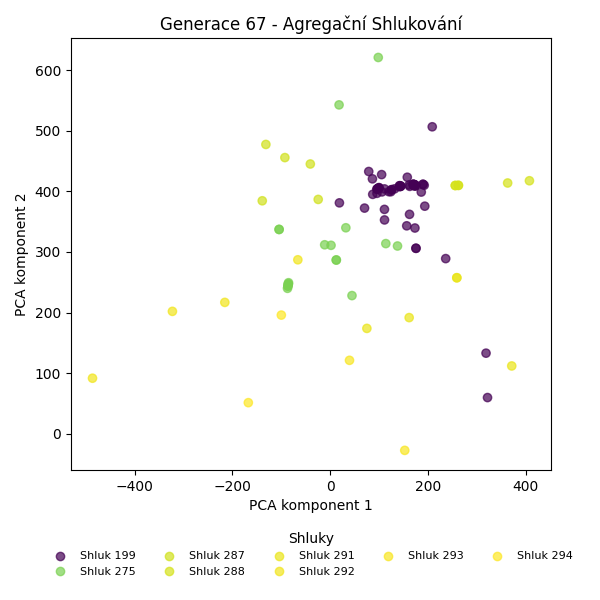 Generace 67 - Agregační Shlukování
PCA komponent 2
600
500
400
300
200
100
0
−400 −200 0 200 400
PCA komponent 1
Shluky
Shluk 199 Shluk 287 Shluk 291 Shluk 293 Shluk 294
Shluk 275 Shluk 288 Shluk 292